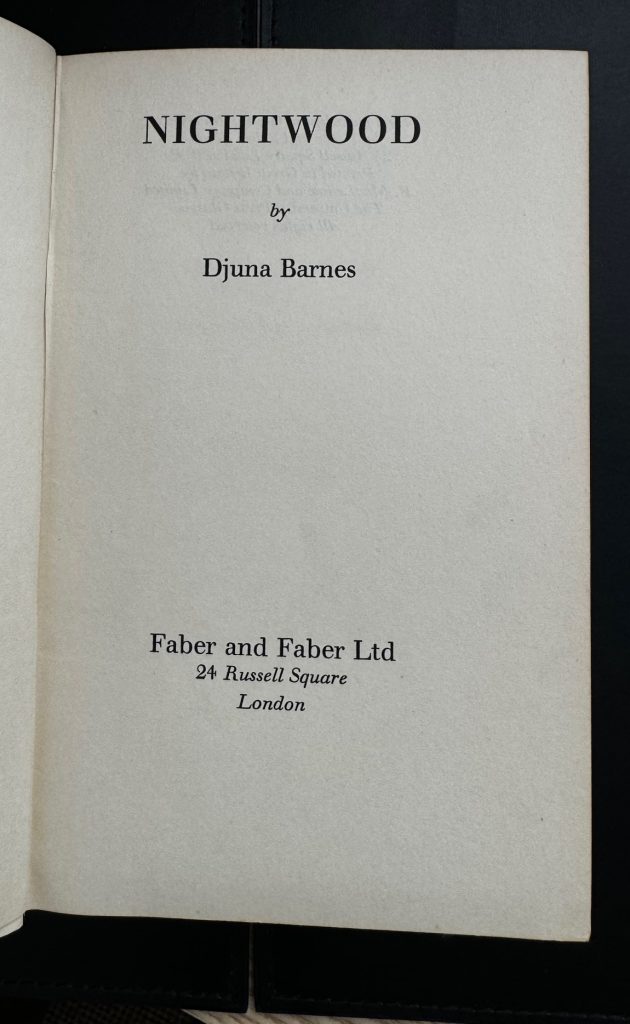 NIGHTWOOD
by
Djuna Barnes
Faber and Faber Ltd
24 Russell Square
London